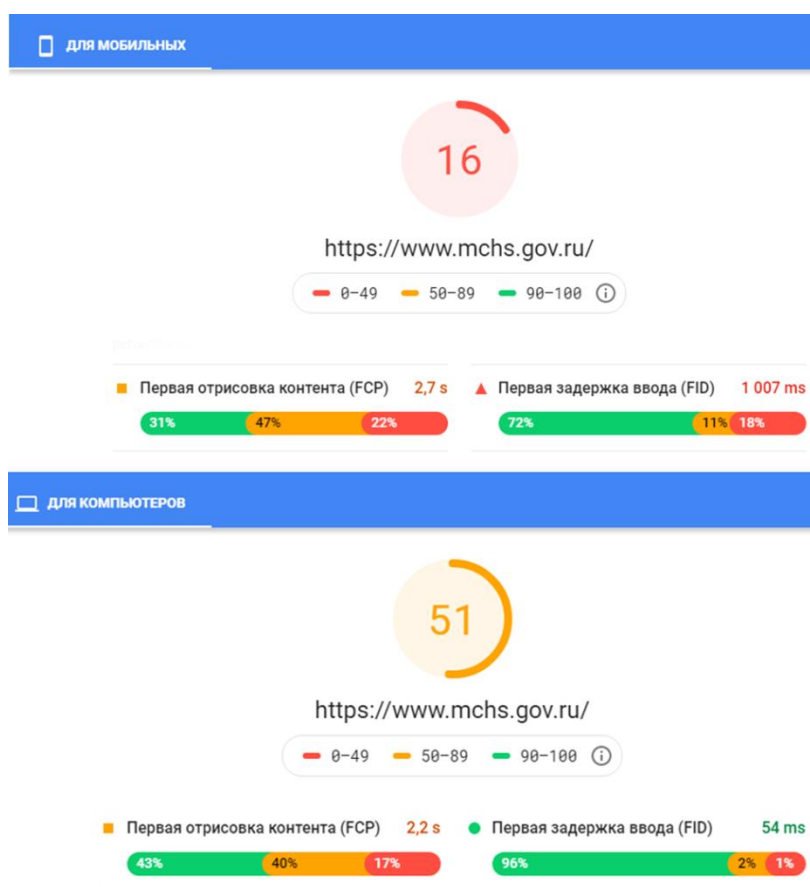 ДЛЯ МОБИЛЬНЫХ
16
https://www.mchs.gov.ru/
0–49 50–89 90–100
Первая отрисовка контента (FCP) 2,7 s Первая задержка ввода (FID) 1 007 ms
31% 47% 22% 72% 11% 18%
ДЛЯ КОМПЬЮТЕРОВ
51
https://www.mchs.gov.ru/
0–49 50–89 90–100
Первая отрисовка контента (FCP) 2,2 s Первая задержка ввода (FID) 54 ms
43% 40% 17% 96% 2% 1%